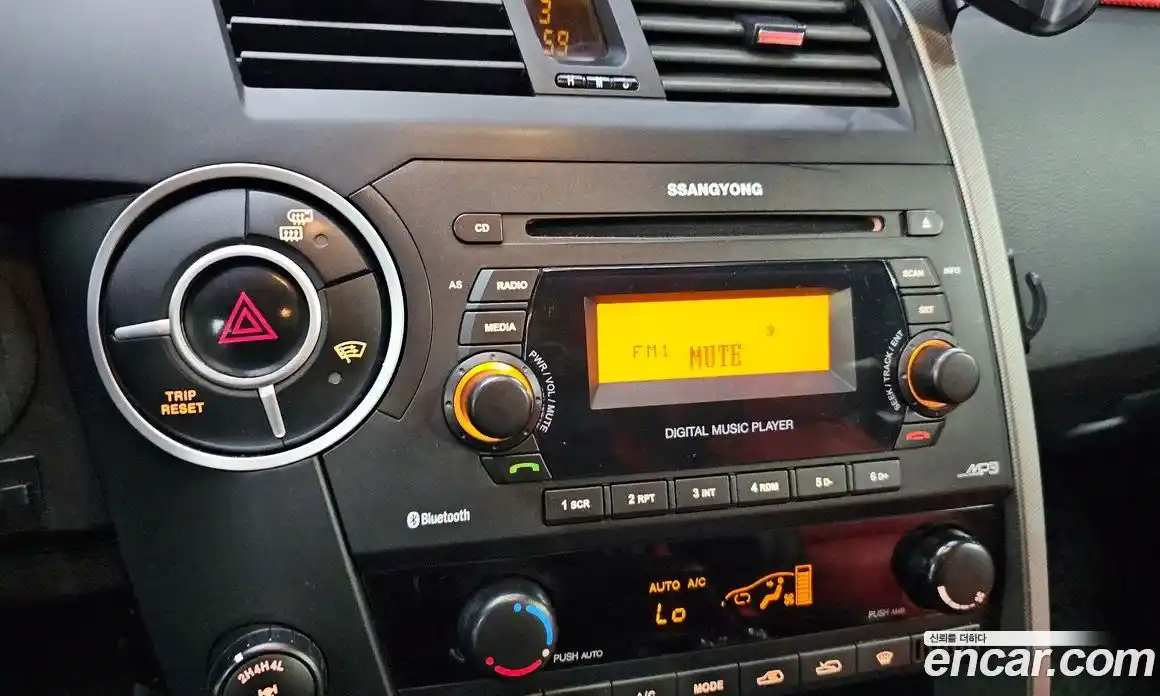 3
59
H M
SSANGYONG
CD
AS RADIO
SCAN INFO
MEDIA
SET
FM1 MUTE
PWR / VOL / MUTE
SEEK / TRACK / ENT
TRIP
RESET
DIGITAL MUSIC PLAYER
MP3
1 SCR 2 RPT 3 INT 4 RDM 5 D- 6 D+
Bluetooth
AUTO A/C
Lo
PUSH AUTO
PUSH AMB
2H 4H 4L
A/C MODE
신뢰를 더하다
encar.com